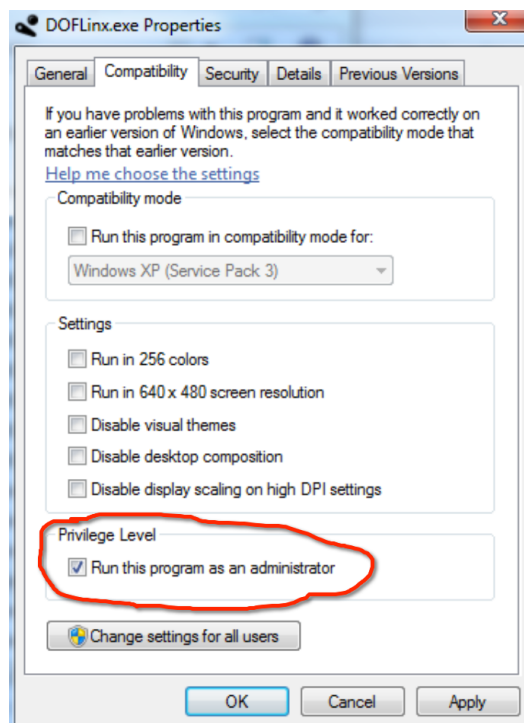 DOFLinx.exe Properties
General Compatibility Security Details Previous Versions
If you have problems with this program and it worked correctly on
an earlier version of Windows, select the compatibility mode that
matches that earlier version.
Help me choose the settings
Compatibility mode
Run this program in compatibility mode for:
Windows XP (Service Pack 3)
Settings
Run in 256 colors
Run in 640 x 480 screen resolution
Disable visual themes
Disable desktop composition
Disable display scaling on high DPI settings
Privilege Level
Run this program as an administrator
Change settings for all users
OK Cancel Apply